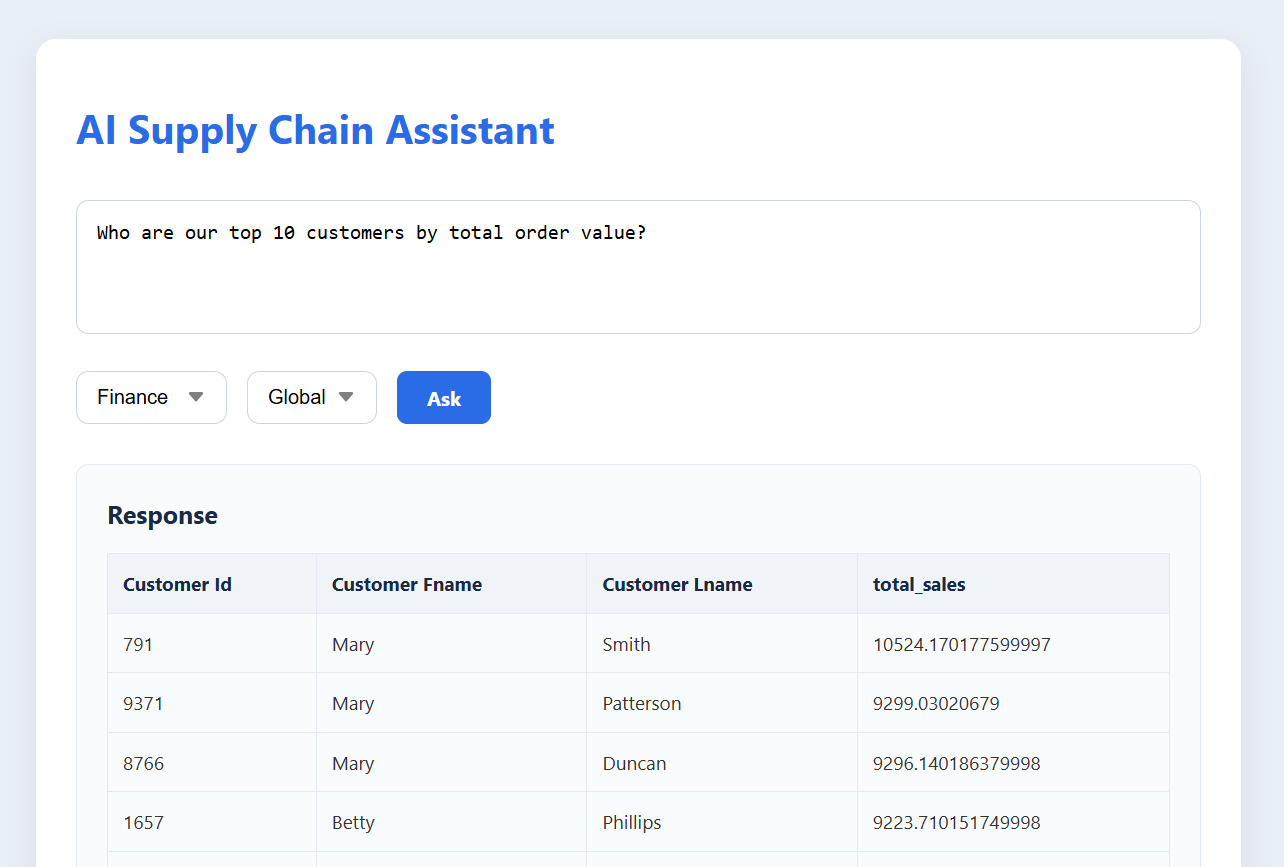 AI Supply Chain Assistant
Who are our top 10 customers by total order value?
Finance Global Ask
Response
Customer Id Customer Fname Customer Lname total_sales
791 Mary Smith 10524.170177599997
9371 Mary Patterson 9299.03020679
8766 Mary Duncan 9296.140186379998
1657 Betty Phillips 9223.710151749998